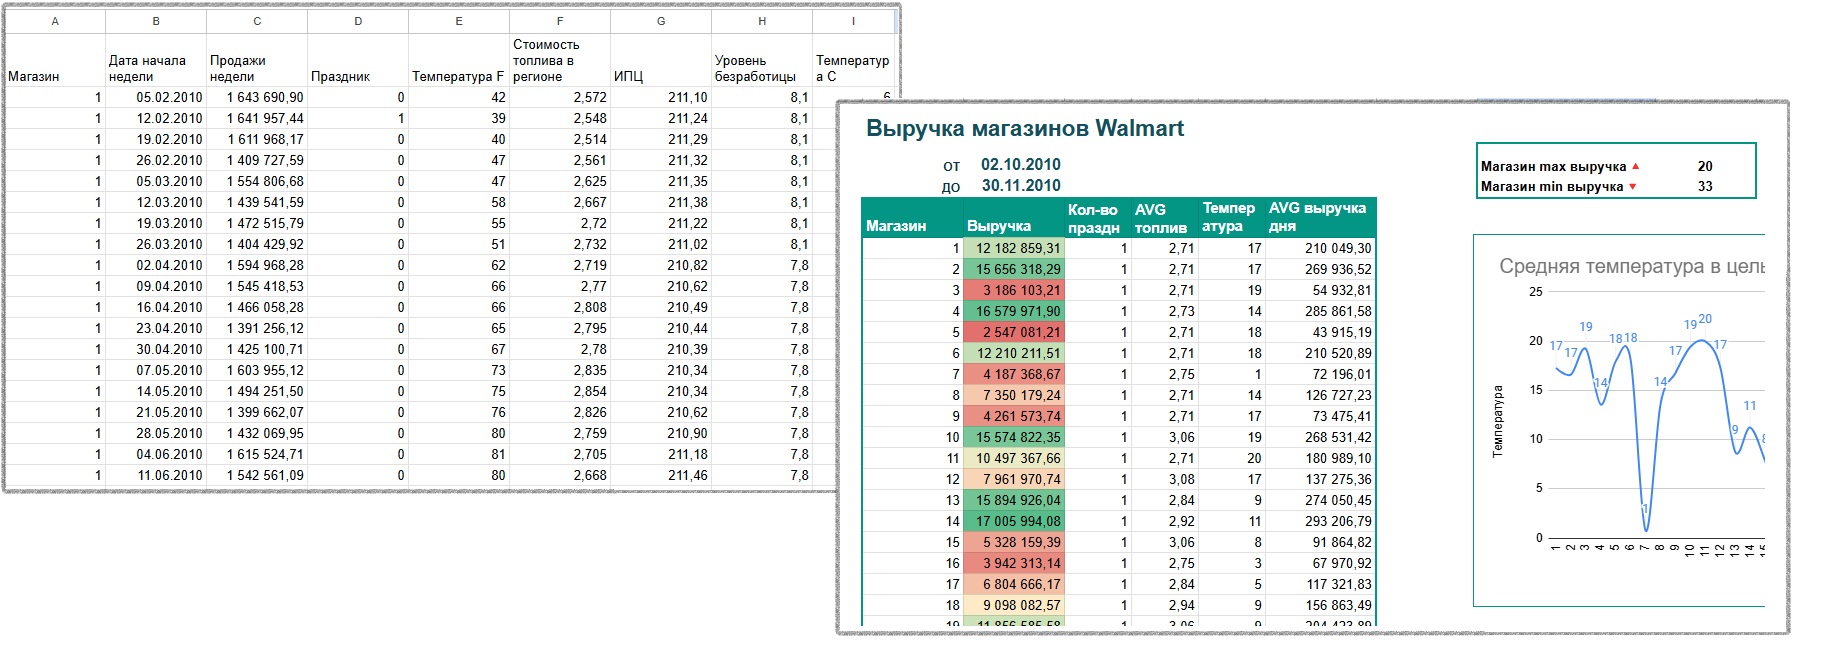 A B C D E F G H I
Магазин Дата начала недели Продажи недели Праздник Температура F Стоимость топлива в регионе ИПЦ Уровень безработицы Температура С
1 05.02.2010 1 643 690,90 0 42 2,572 211,10 8,1 6
1 12.02.2010 1 641 957,44 1 39 2,548 211,24 8,1
1 19.02.2010 1 611 968,17 0 40 2,514 211,29 8,1
1 26.02.2010 1 409 727,59 0 47 2,561 211,32 8,1
1 05.03.2010 1 554 806,68 0 47 2,625 211,35 8,1
1 12.03.2010 1 439 541,59 0 58 2,667 211,38 8,1
1 19.03.2010 1 472 515,79 0 55 2,72 211,22 8,1
1 26.03.2010 1 404 429,92 0 51 2,732 211,02 8,1
1 02.04.2010 1 594 968,28 0 62 2,719 210,82 7,8
1 09.04.2010 1 545 418,53 0 66 2,77 210,62 7,8
1 16.04.2010 1 466 058,28 0 66 2,808 210,49 7,8
1 23.04.2010 1 391 256,12 0 65 2,795 210,44 7,8
1 30.04.2010 1 425 100,71 0 67 2,78 210,39 7,8
1 07.05.2010 1 603 955,12 0 73 2,835 210,34 7,8
1 14.05.2010 1 494 251,50 0 75 2,854 210,34 7,8
1 21.05.2010 1 399 662,07 0 76 2,826 210,62 7,8
1 28.05.2010 1 432 069,95 0 80 2,759 210,90 7,8
1 04.06.2010 1 615 524,71 0 81 2,705 211,18 7,8
1 11.06.2010 1 542 561,09 0 80 2,668 211,46 7,8
Выручка магазинов Walmart
от 02.10.2010
до 30.11.2010
Магазин Выручка Кол-во праздн AVG топлив Температура AVG выручка дня
1 12 182 859,31 1 2,71 17 210 049,30
2 15 656 318,29 1 2,71 17 269 936,52
3 3 186 103,21 1 2,71 19 54 932,81
4 16 579 971,90 1 2,73 14 285 861,58
5 2 547 081,21 1 2,71 18 43 915,19
6 12 210 211,51 1 2,71 18 210 520,89
7 4 187 368,67 1 2,75 1 72 196,01
8 7 350 179,24 1 2,71 14 126 727,23
9 4 261 573,74 1 2,71 17 73 475,41
10 15 574 822,35 1 3,06 19 268 531,42
11 10 497 367,66 1 2,71 20 180 989,10
12 7 961 970,74 1 3,08 17 137 275,36
13 15 894 926,04 1 2,84 9 274 050,45
14 17 005 994,08 1 2,92 11 293 206,79
15 5 328 159,39 1 3,06 8 91 864,82
16 3 942 313,14 1 2,75 3 67 970,92
17 6 804 666,17 1 2,84 5 117 321,83
18 9 098 082,57 1 2,94 9 156 863,49
19 11 856 585,58 1 3,06 9 204 423,89
Магазин max выручка ▲ 20
Магазин min выручка ▼ 33
Средняя температура в цель
Температура
25
20
15
10
5
0
17 17 19 14 18 18 1 14 17 19 20 17 9 11 8
1 2 3 4 5 6 7 8 9 10 11 12 13 14 15